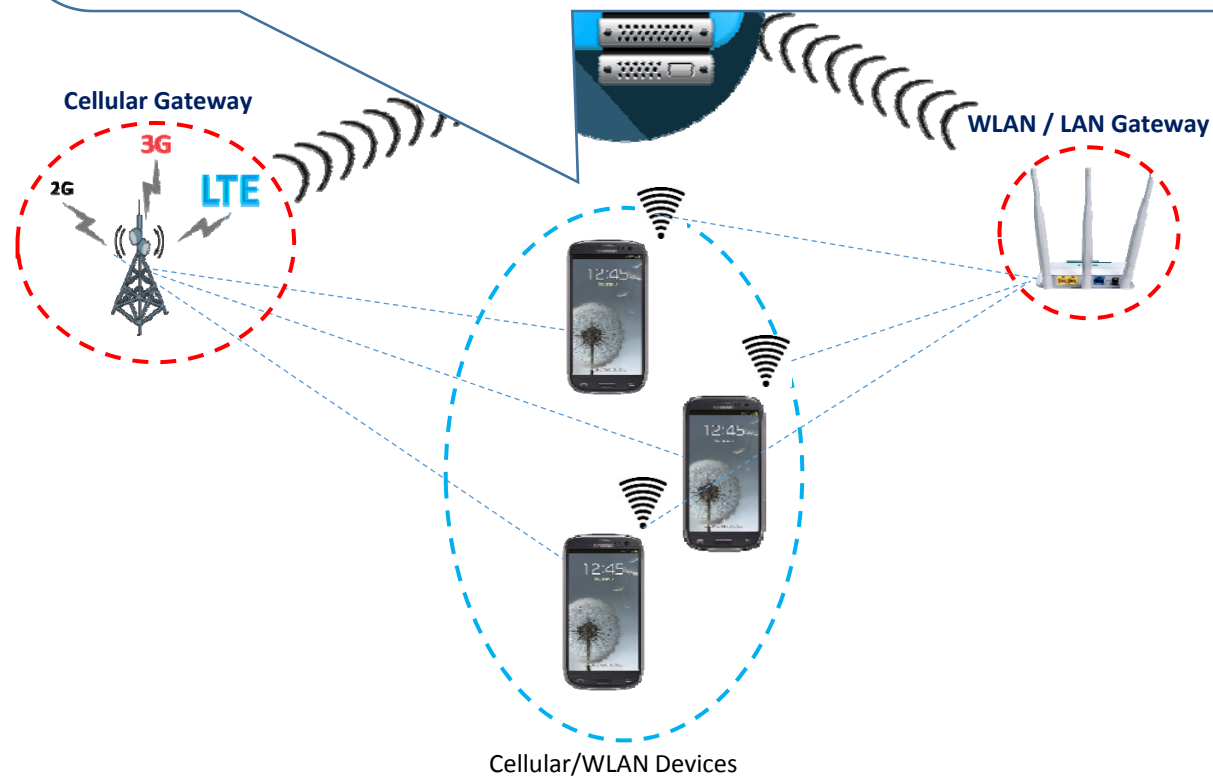 Cellular Gateway
WLAN / LAN Gateway
3G
2G
LTE
12:45
12:45
12:45
Cellular/WLAN Devices